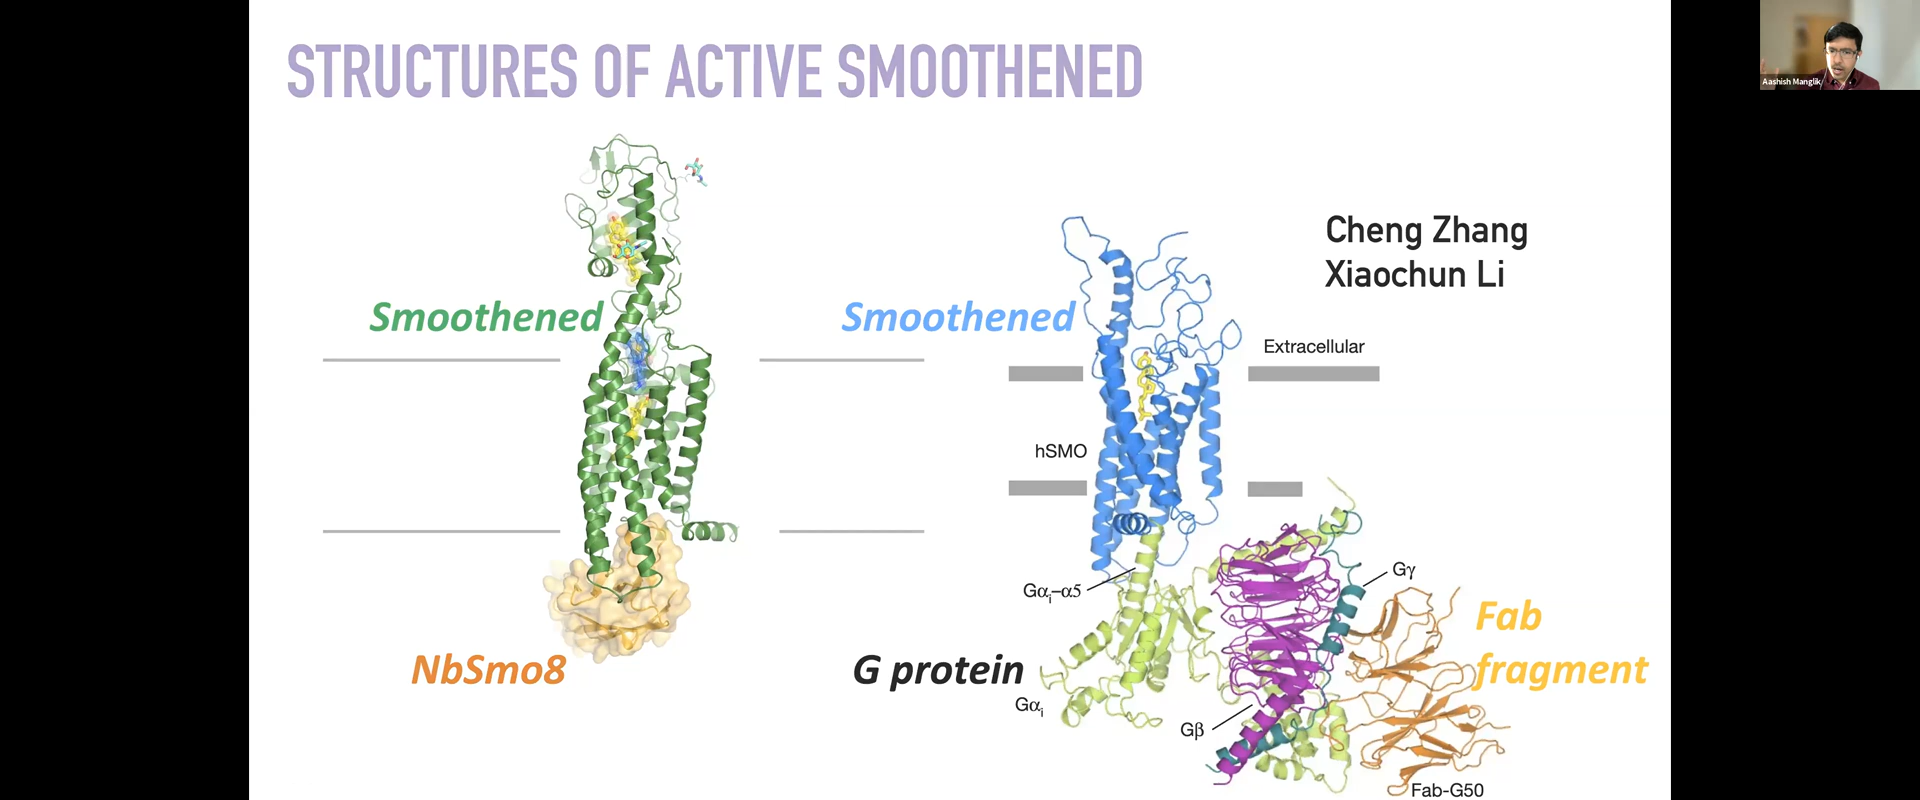 STRUCTURES OF ACTIVE SMOOTHENED
Aashish Manglik
Cheng Zhang
Xiaochun Li
Smoothened
Smoothened
Extracellular
hSMO
Gαi–α5
Gγ
Fab
fragment
NbSmo8
G protein
Gαi
Gβ
Fab-G50